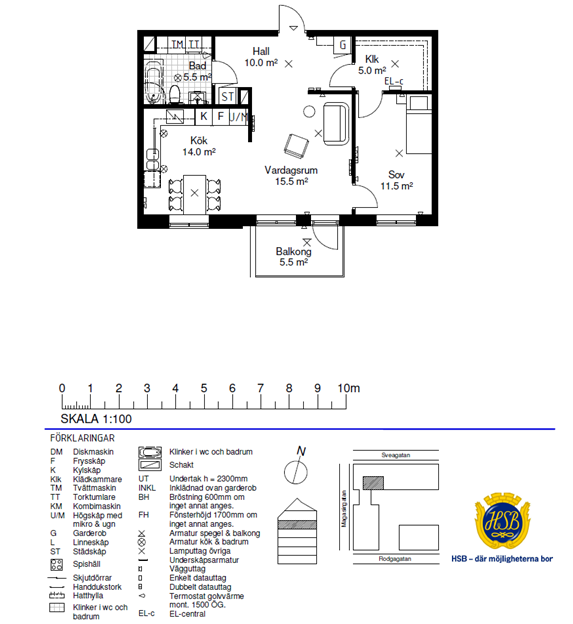 Hall
10.0 m²
G
Klk
5.0 m²
EL-c
TM TT
Bad
5.5 m²
ST
K F U/M
Kök
14.0 m²
Vardagsrum
15.5 m²
Sov
11.5 m²
Balkong
5.5 m²
0 1 2 3 4 5 6 7 8 9 10m
SKALA 1:100
FÖRKLARINGAR
DM Diskmaskin
F Frysskåp
K Kylskåp
Klk Klädkammare
TM Tvättmaskin
TT Torktumlare
KM Kombimaskin
U/M Högskåp med
mikro & ugn
G Garderob
L Linneskåp
ST Städskåp
Spishäll
Skjutdörrar
Handdukstork
Hatthylla
Klinker i wc och
badrum
Klinker i wc och badrum
Schakt
UT Undertak h = 2300mm
INKL Inklädnad ovan garderob
BH Bröstning 600mm om
inget annat anges.
FH Fönsterhöjd 1700mm om
inget annat anges.
Armatur spegel & balkong
Armatur kök & badrum
Lamputtag övriga
Underskåpsarmatur
Vägguttag
Enkelt datauttag
Dubbelt datauttag
Termostat golvvärme
mont. 1500 ÖG.
EL-c EL-central
N
Sveagatan
Magasinsgatan
Rodgagatan
HSB
HSB – där möjligheterna bor